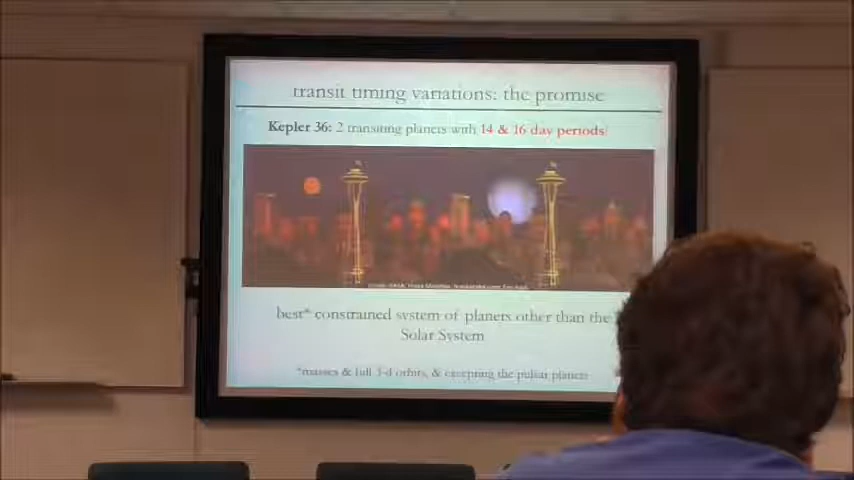 transit timing variations: the promise
Kepler 36: 2 transiting planets with 14 & 16 day periods!
best* constrained system of planets other than the
Solar System
*masses & full 3-d orbits, & excepting the pulsar planets